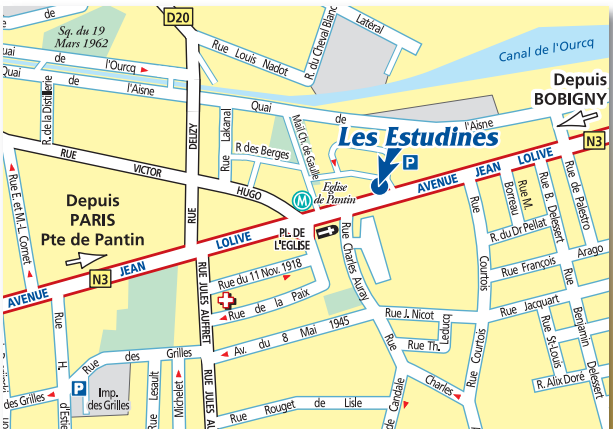 D20
Sq. du 19
Mars 1962
Rue Louis Nadot
R. du Cheval Blanc
Latéral
Canal de l'Ourcq
Quai de l'Ourcq
Quai de l'Aisne
Quai de l'Aisne
Depuis
BOBIGNY
N3
R. de la Distillerie
DELIZY
Rue Lakanal
Mail Ch. de Gaulle
R des Berges
Les Estudines
P
RUE VICTOR HUGO
M
Eglise
de Pantin
AVENUE JEAN LOLIVE
Rue E. et M.-L. Cornet
Depuis
PARIS
Pte de Pantin
RUE
PL. DE
L'EGLISE
Borreau
Rue M.
Rue B. Delessert
Rue de Palestro
R. du Dr Pellat
N3
AVENUE JEAN LOLIVE
Rue du 11 Nov. 1918
Rue Charles Auray
Courtois
Rue François Arago
Rue de la Paix
RUE JULES AUFFRET
Rue J. Nicot
Rue Jacquart
Rue Th. Leducq
Rue Courtois
Rue St-Louis
Benjamin Delessert
Rue H. d'Estie
Rue des Grilles
Av. du 8 Mai 1945
P
Imp.
des Grilles
des Grilles
Rue Lesault
Rue Michelet
RUE JULES AU
Rue Rouget de Lisle
de Candale
Charles
R. Alix Doré